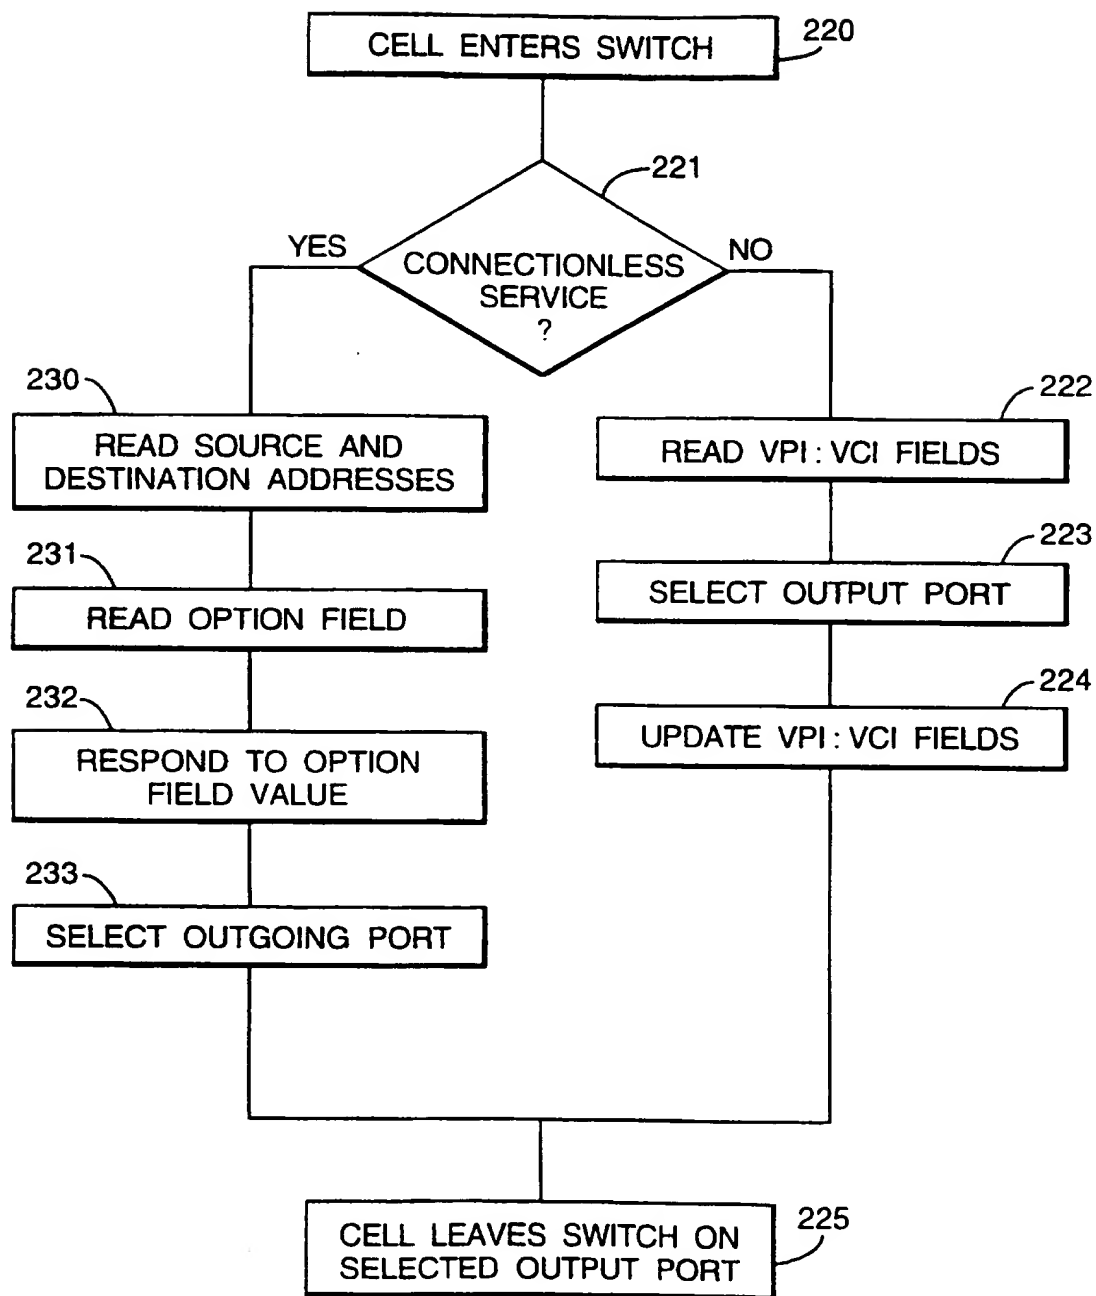 CELL ENTERS SWITCH
220
221
YES
NO
CONNECTIONLESS
SERVICE
?
230
READ SOURCE AND
DESTINATION ADDRESSES
231
READ OPTION FIELD
232
RESPOND TO OPTION
FIELD VALUE
233
SELECT OUTGOING PORT
222
READ VPI : VCI FIELDS
223
SELECT OUTPUT PORT
224
UPDATE VPI : VCI FIELDS
225
CELL LEAVES SWITCH ON
SELECTED OUTPUT PORT